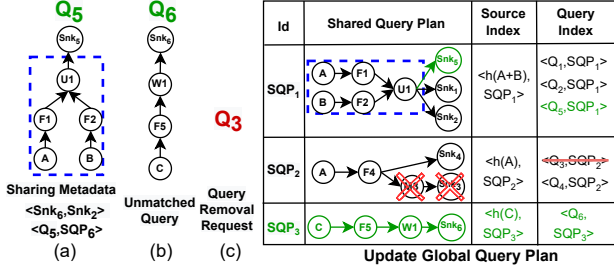 Q5
Snk5
U1
F1 F2
A B
Sharing Metadata
<Snk6,Snk2>
<Q5,SQP6>
(a)
Q6
Snk6
W1
F5
C
Unmatched
Query
(b)
Q3
Query
Removal
Request
(c)
Id Shared Query Plan Source Index Query Index
SQP1
A F1 U1 Snk5
B F2 Snk1
Snk2
<h(A+B),
SQP1>
<Q1,SQP1>
<Q2,SQP1>
<Q5,SQP1>
SQP2
A F4 Snk4
Snk3
<h(A),
SQP2>
<Q3,SQP2>
<Q4,SQP2>
SQP3
C F5 W1 Snk6
<h(C),
SQP3>
<Q6,
SQP3>
Update Global Query Plan